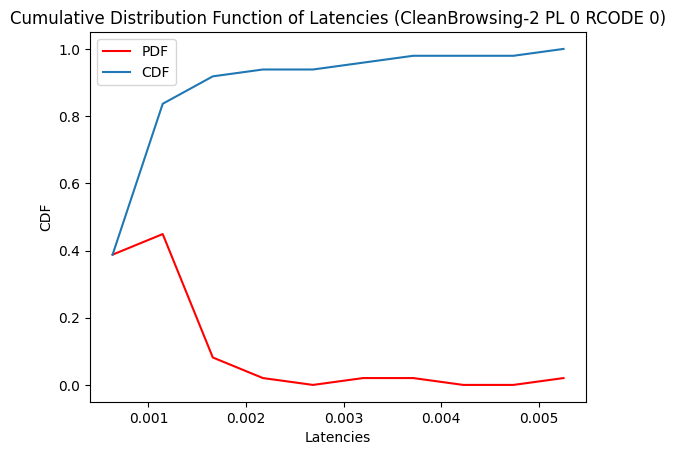 Cumulative Distribution Function of Latencies (CleanBrowsing-2 PL 0 RCODE 0)
PDF
CDF
1.0
0.8
0.6
0.4
0.2
0.0
CDF
0.001
0.002
0.003
0.004
0.005
Latencies